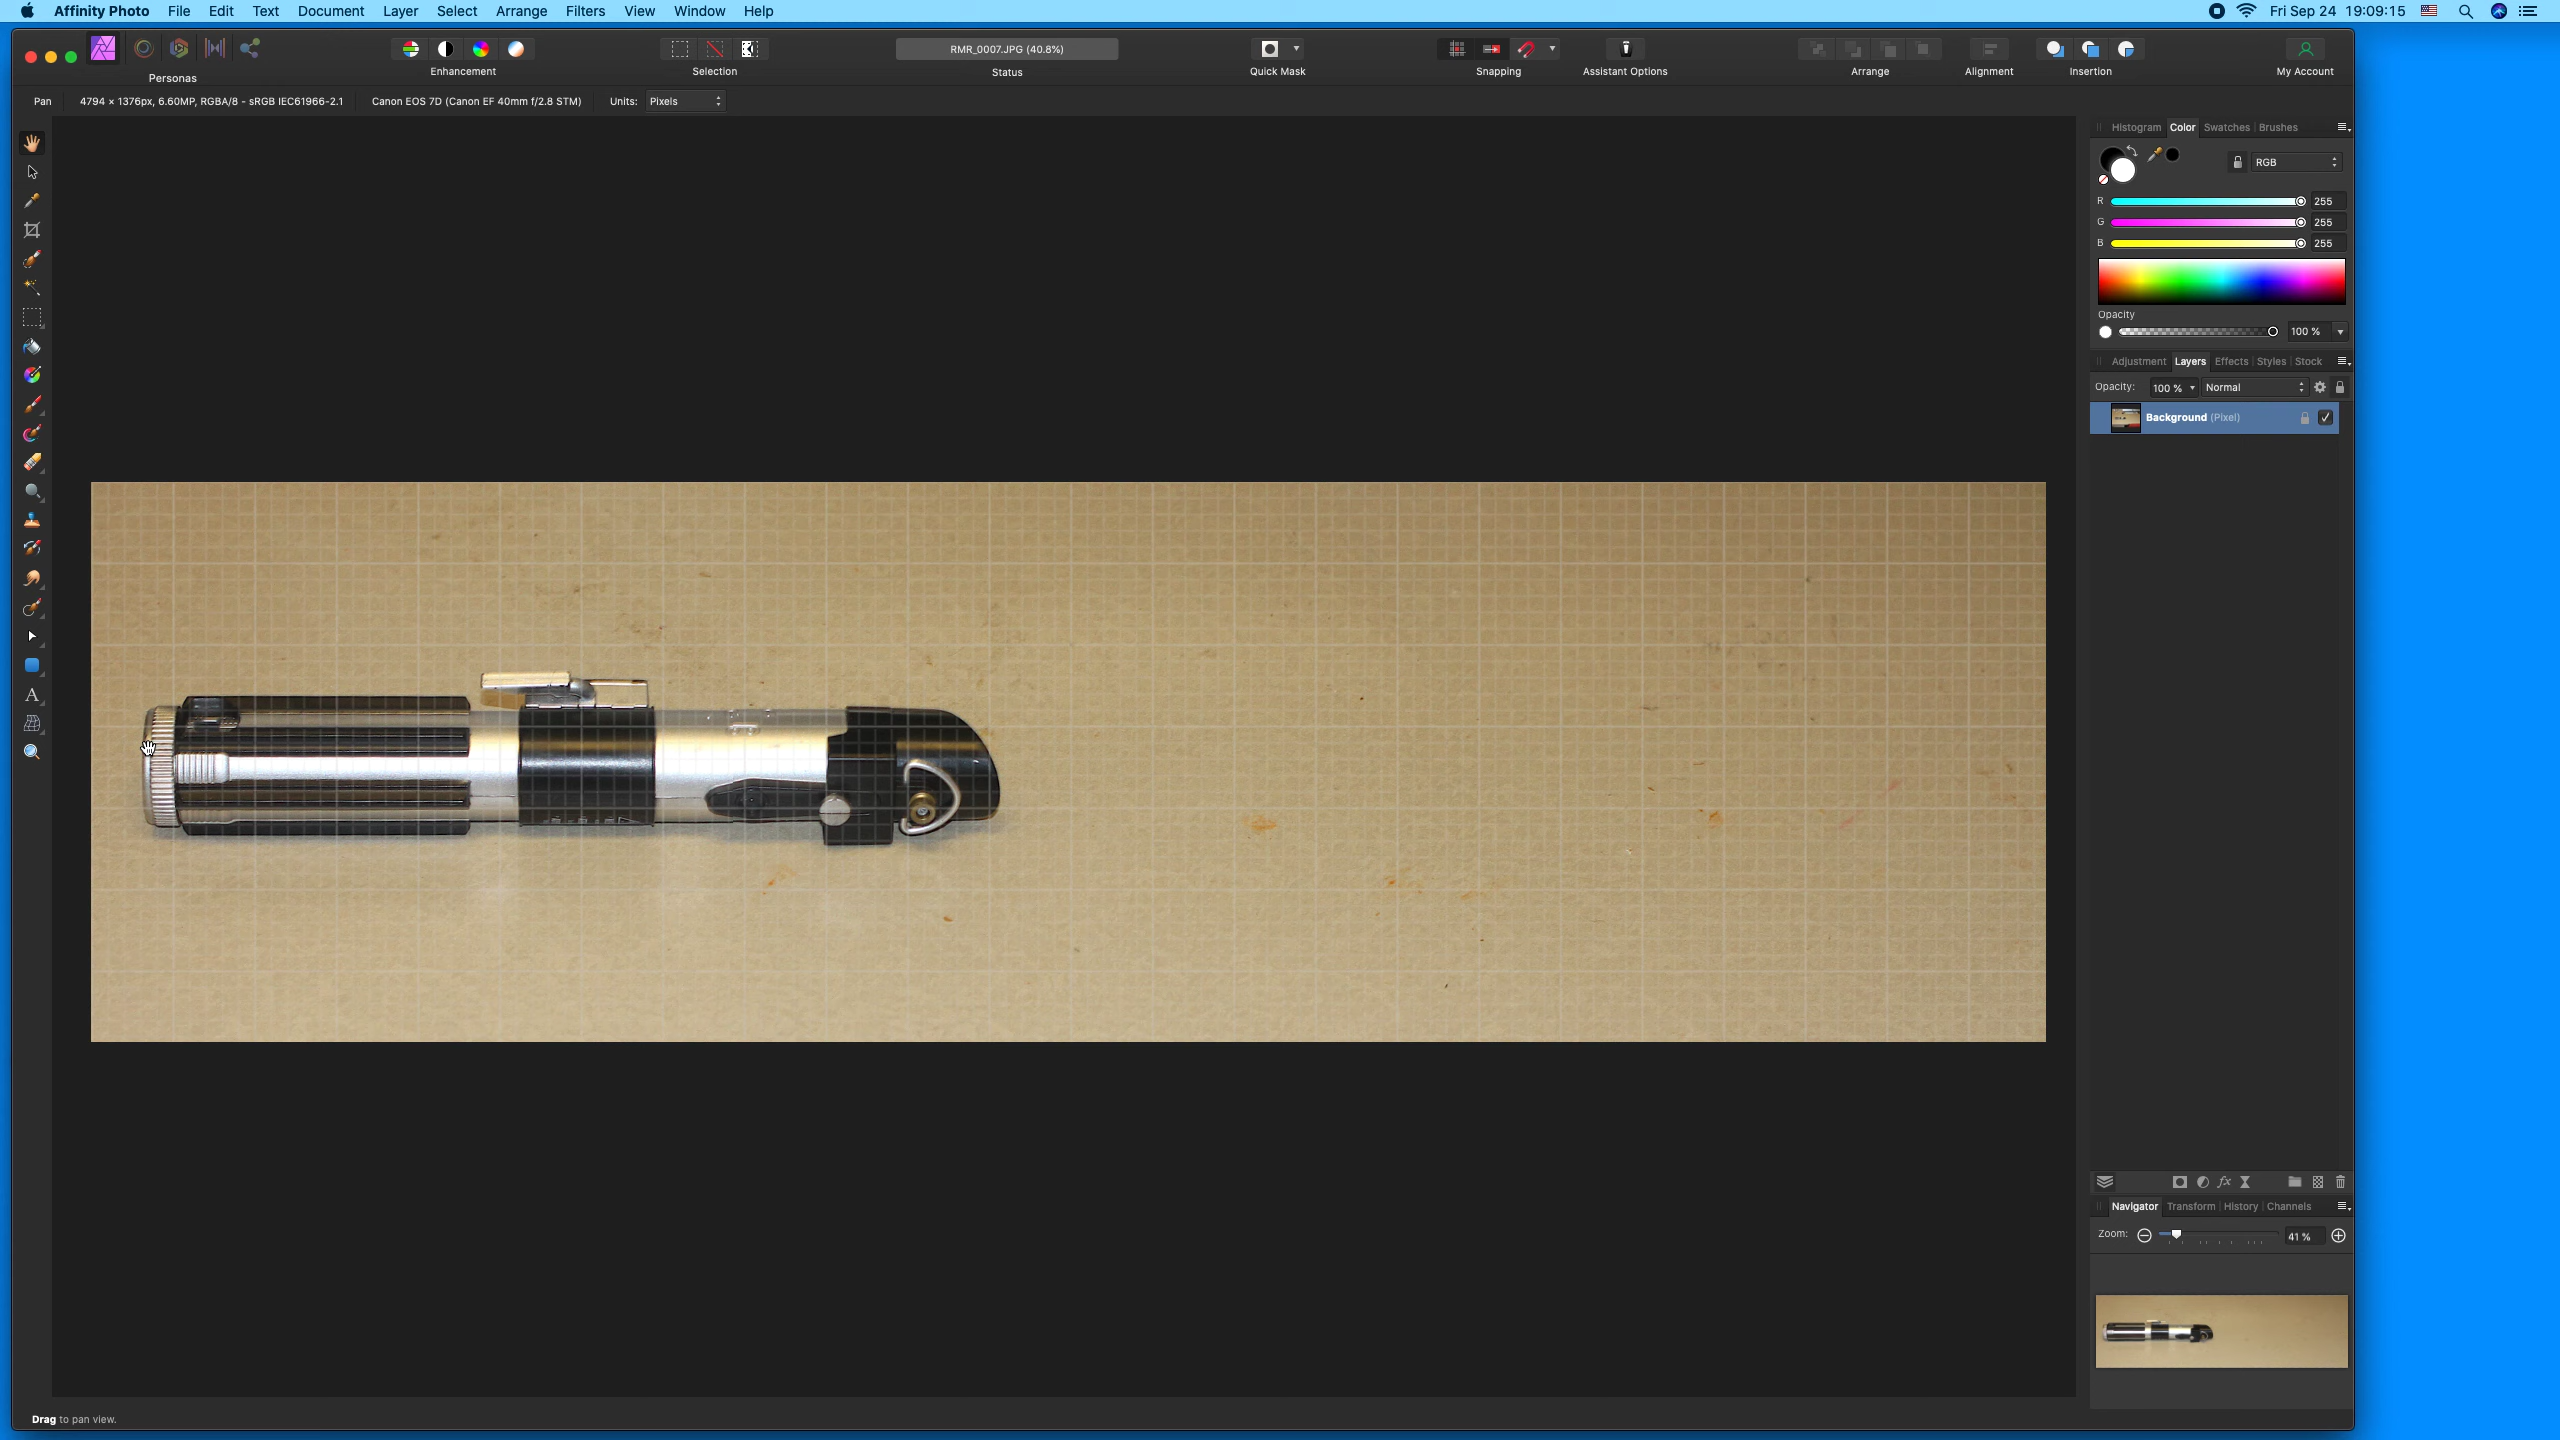 Affinity Photo File Edit Text Document Layer Select Arrange Filters View Window Help Fri Sep 24 19:09:15
RMR_0007.JPG (40.8%)
Personas Enhancement Selection Status Quick Mask Snapping Assistant Options Arrange Alignment Insertion My Account
Pan 4794 × 1376px, 6.60MP, RGBA/8 - sRGB IEC61966-2.1 Canon EOS 7D (Canon EF 40mm f/2.8 STM) Units: Pixels
Histogram Color Swatches Brushes
RGB
R 255
G 255
B 255
Opacity
100 %
Adjustment Layers Effects Styles Stock
Opacity: 100 % Normal
Background (Pixel)
A
fx
Navigator Transform History Channels
Zoom: 41 %
Drag to pan view.